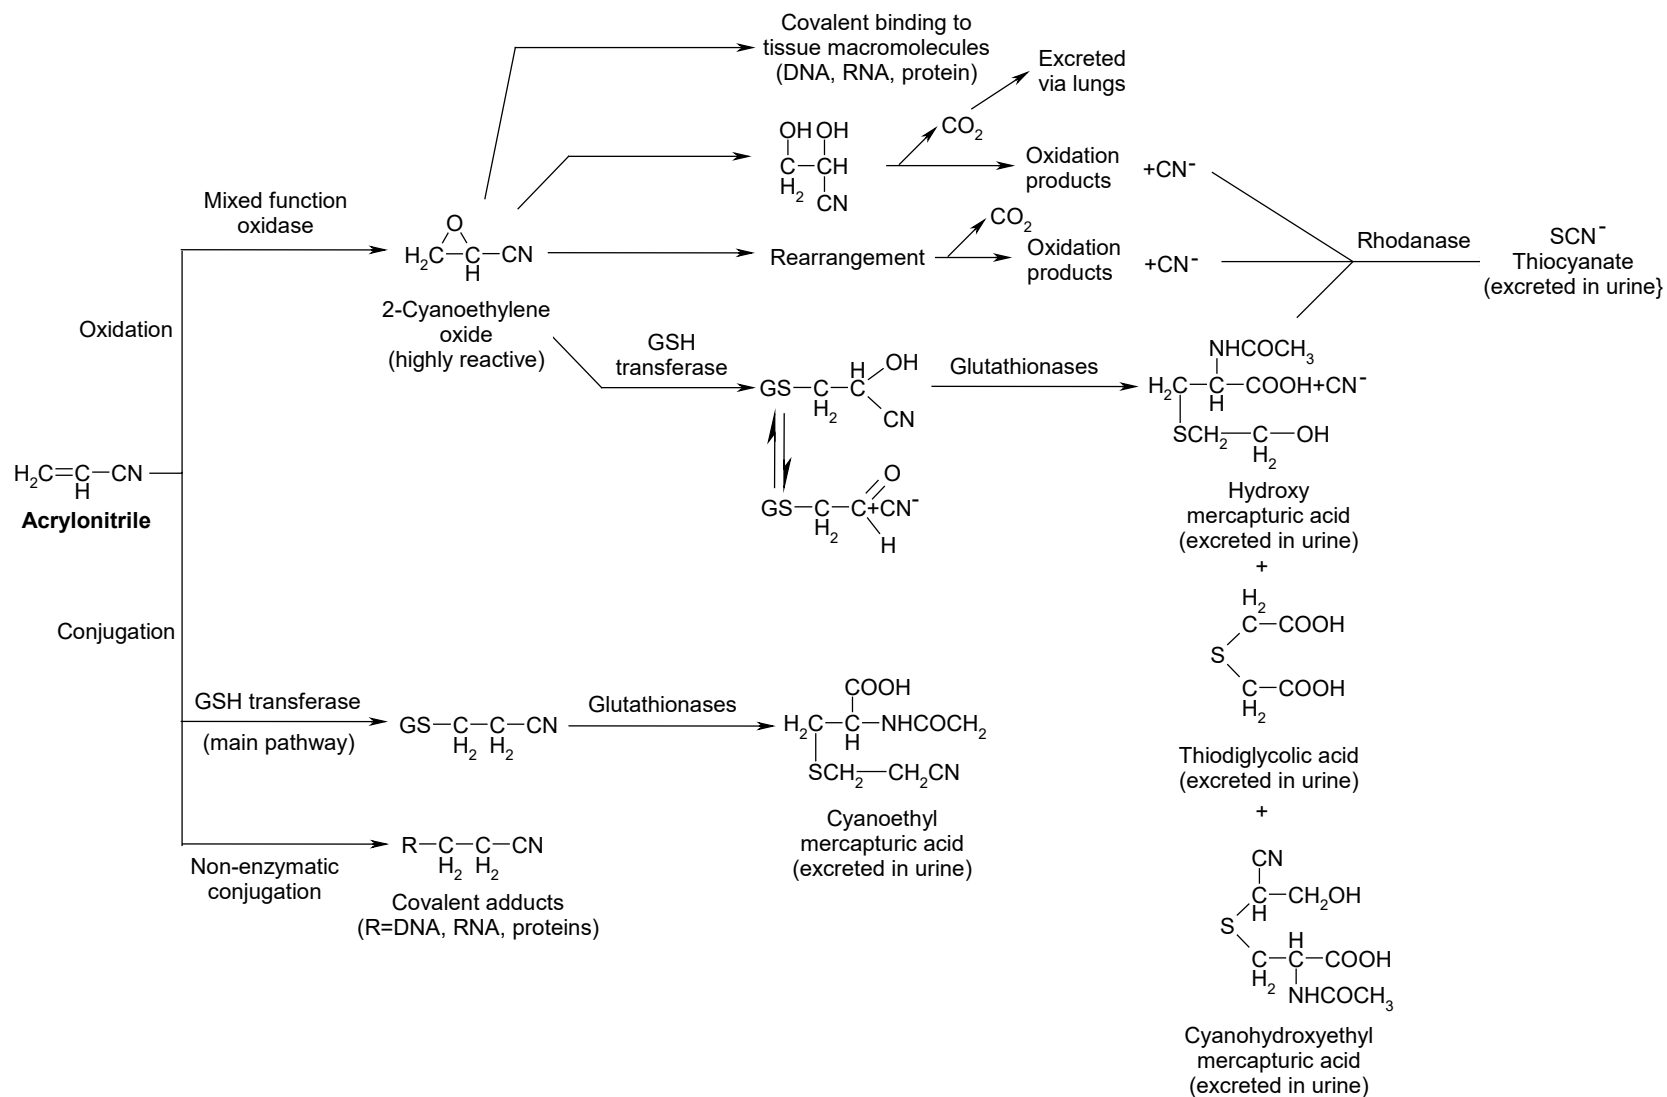 Covalent binding to
tissue macromolecules
(DNA, RNA, protein)
Excreted
via lungs
CO2
OH OH
C–CH
H2
CN
Oxidation
products
+CN-
Mixed function
oxidase
O
H2C–C–CN
H
2-Cyanoethylene
oxide
(highly reactive)
Rearrangement
CO2
Oxidation
products
+CN-
Rhodanase
SCN-
Thiocyanate
(excreted in urine}
Oxidation
GSH
transferase
GS–C–C
H2
H
OH
CN
Glutathionases
NHCOCH3
H2C–C–COOH+CN-
H
SCH2–C–OH
H2
Hydroxy
mercapturic acid
(excreted in urine)
+
GS–C–C+CN-
H2
O
H
H2C=C–CN
H
Acrylonitrile
H2
C–COOH
S
C–COOH
H2
Thiodiglycolic acid
(excreted in urine)
+
Conjugation
GSH transferase
(main pathway)
GS–C–C–CN
H2 H2
Glutathionases
COOH
H2C–C–NHCOCH2
H
SCH2–CH2CN
Cyanoethyl
mercapturic acid
(excreted in urine)
Non-enzymatic
conjugation
R–C–C–CN
H2 H2
Covalent adducts
(R=DNA, RNA, proteins)
CN
C–CH2OH
H
S
H
C–C–COOH
H2
NHCOCH3
Cyanohydroxyethyl
mercapturic acid
(excreted in urine)